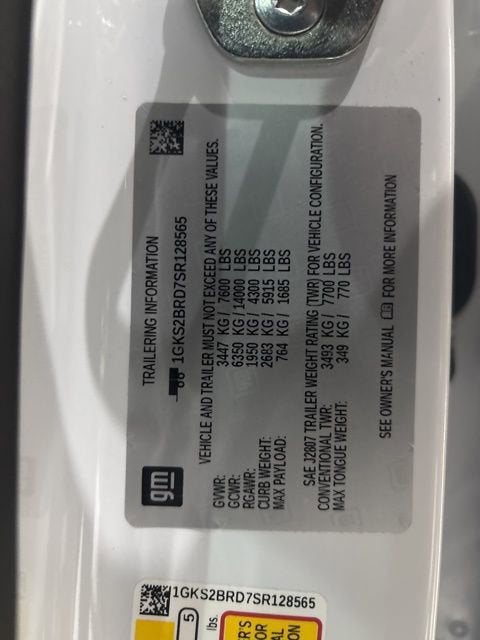 TRAILERING INFORMATION
gm
1GKS2BRD7SR128565
VEHICLE AND TRAILER MUST NOT EXCEED ANY OF THESE VALUES.
GVWR: 3447 KG / 7600 LBS
GCWR: 6350 KG / 14000 LBS
RGAWR: 1950 KG / 4300 LBS
CURB WEIGHT: 2683 KG / 5915 LBS
MAX PAYLOAD: 764 KG / 1685 LBS
SAE J2807 TRAILER WEIGHT RATING (TWR) FOR VEHICLE CONFIGURATION.
CONVENTIONAL TWR: 3493 KG / 7700 LBS
MAX TONGUE WEIGHT: 349 KG / 770 LBS
SEE OWNER'S MANUAL FOR MORE INFORMATION
1GKS2BRD7SR128565
5
lbs.